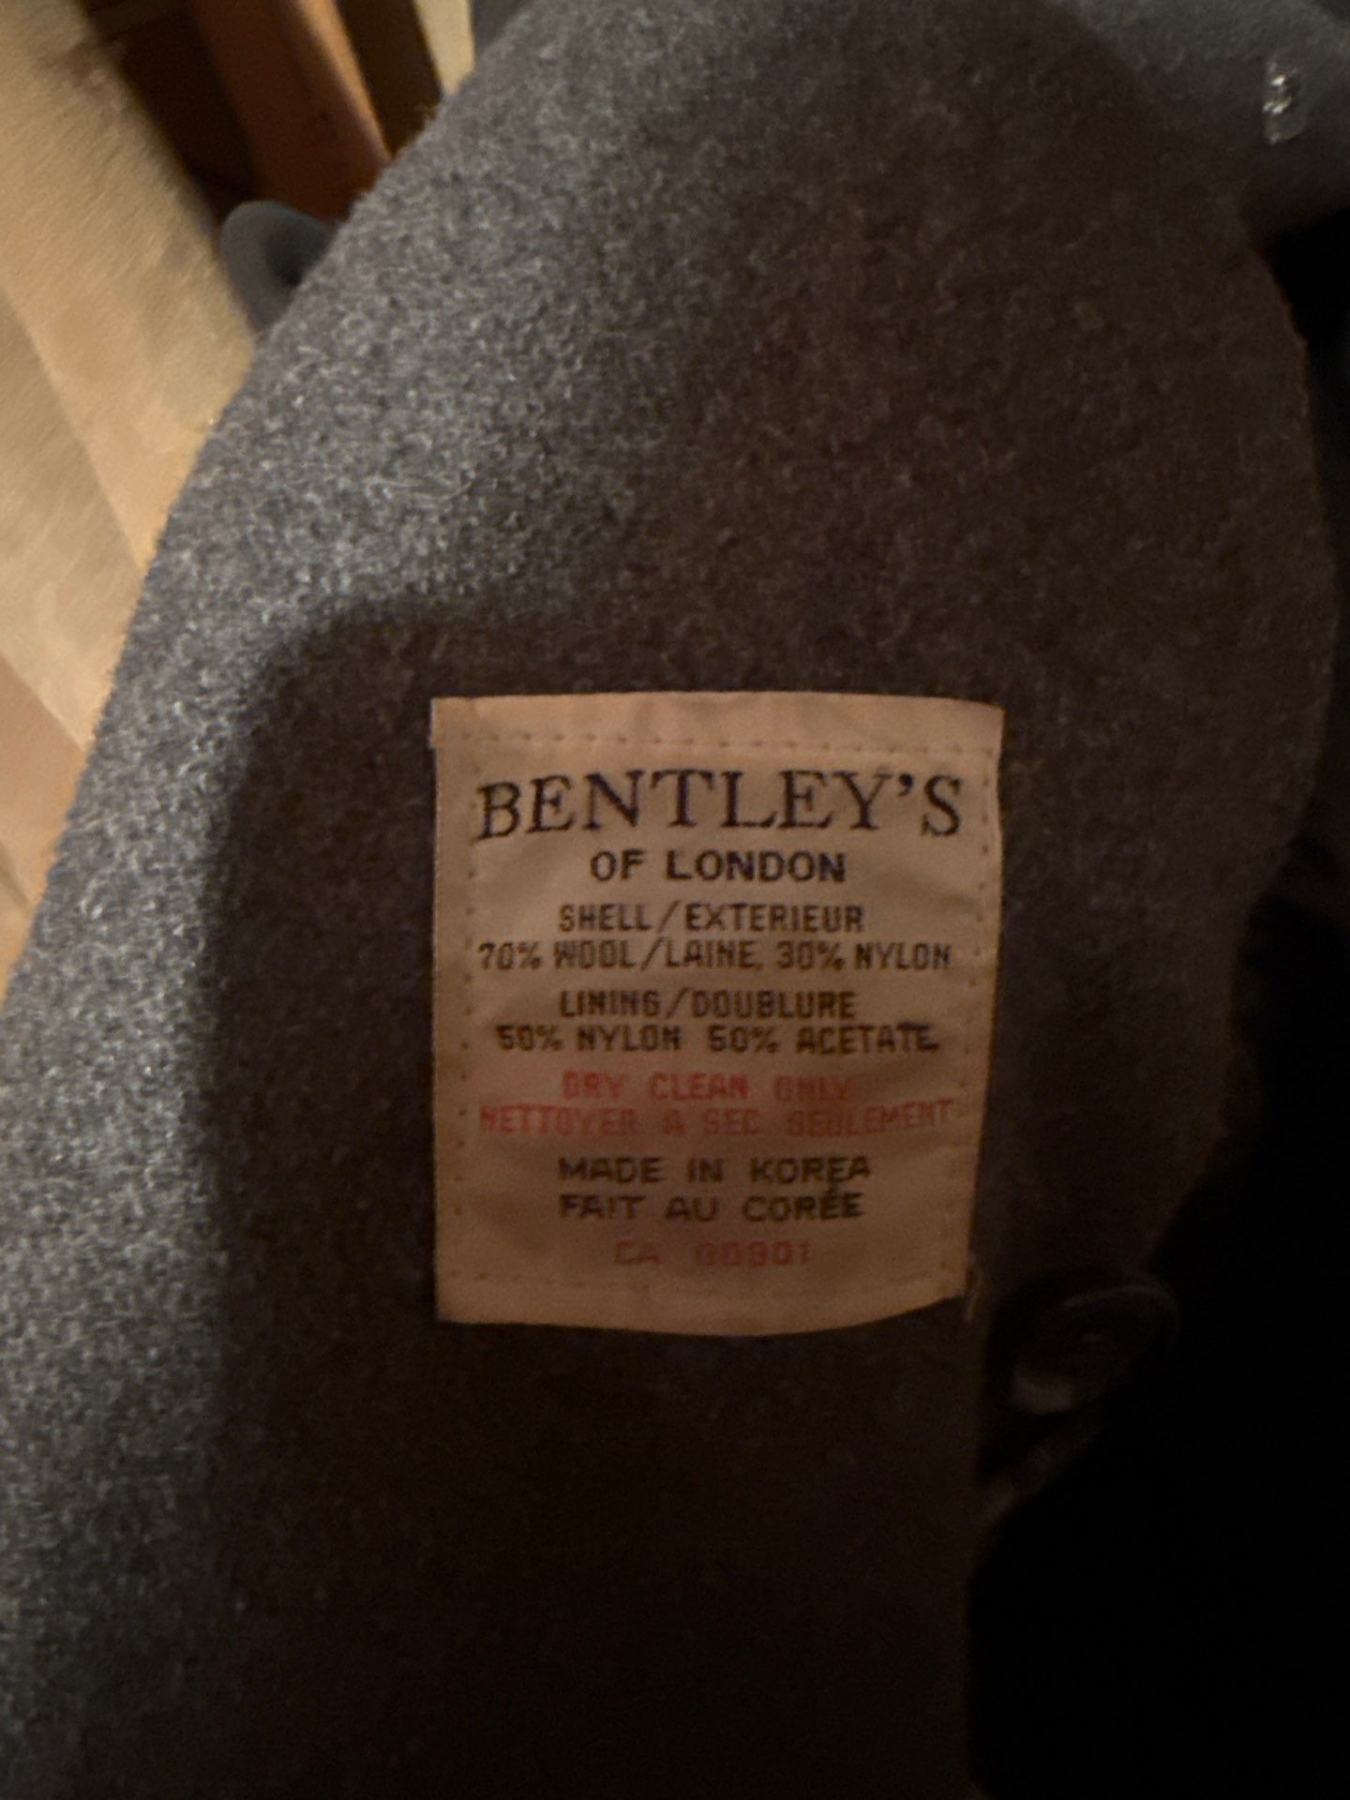 BENTLEY'S
OF LONDON
SHELL/EXTERIEUR
70% WOOL/LAINE, 30% NYLON
LINING/DOUBLURE
50% NYLON 50% ACETATE
DRY CLEAN ONLY
NETTOYER A SEC SEULEMENT
MADE IN KOREA
FAIT AU CORÉE
CA 00901